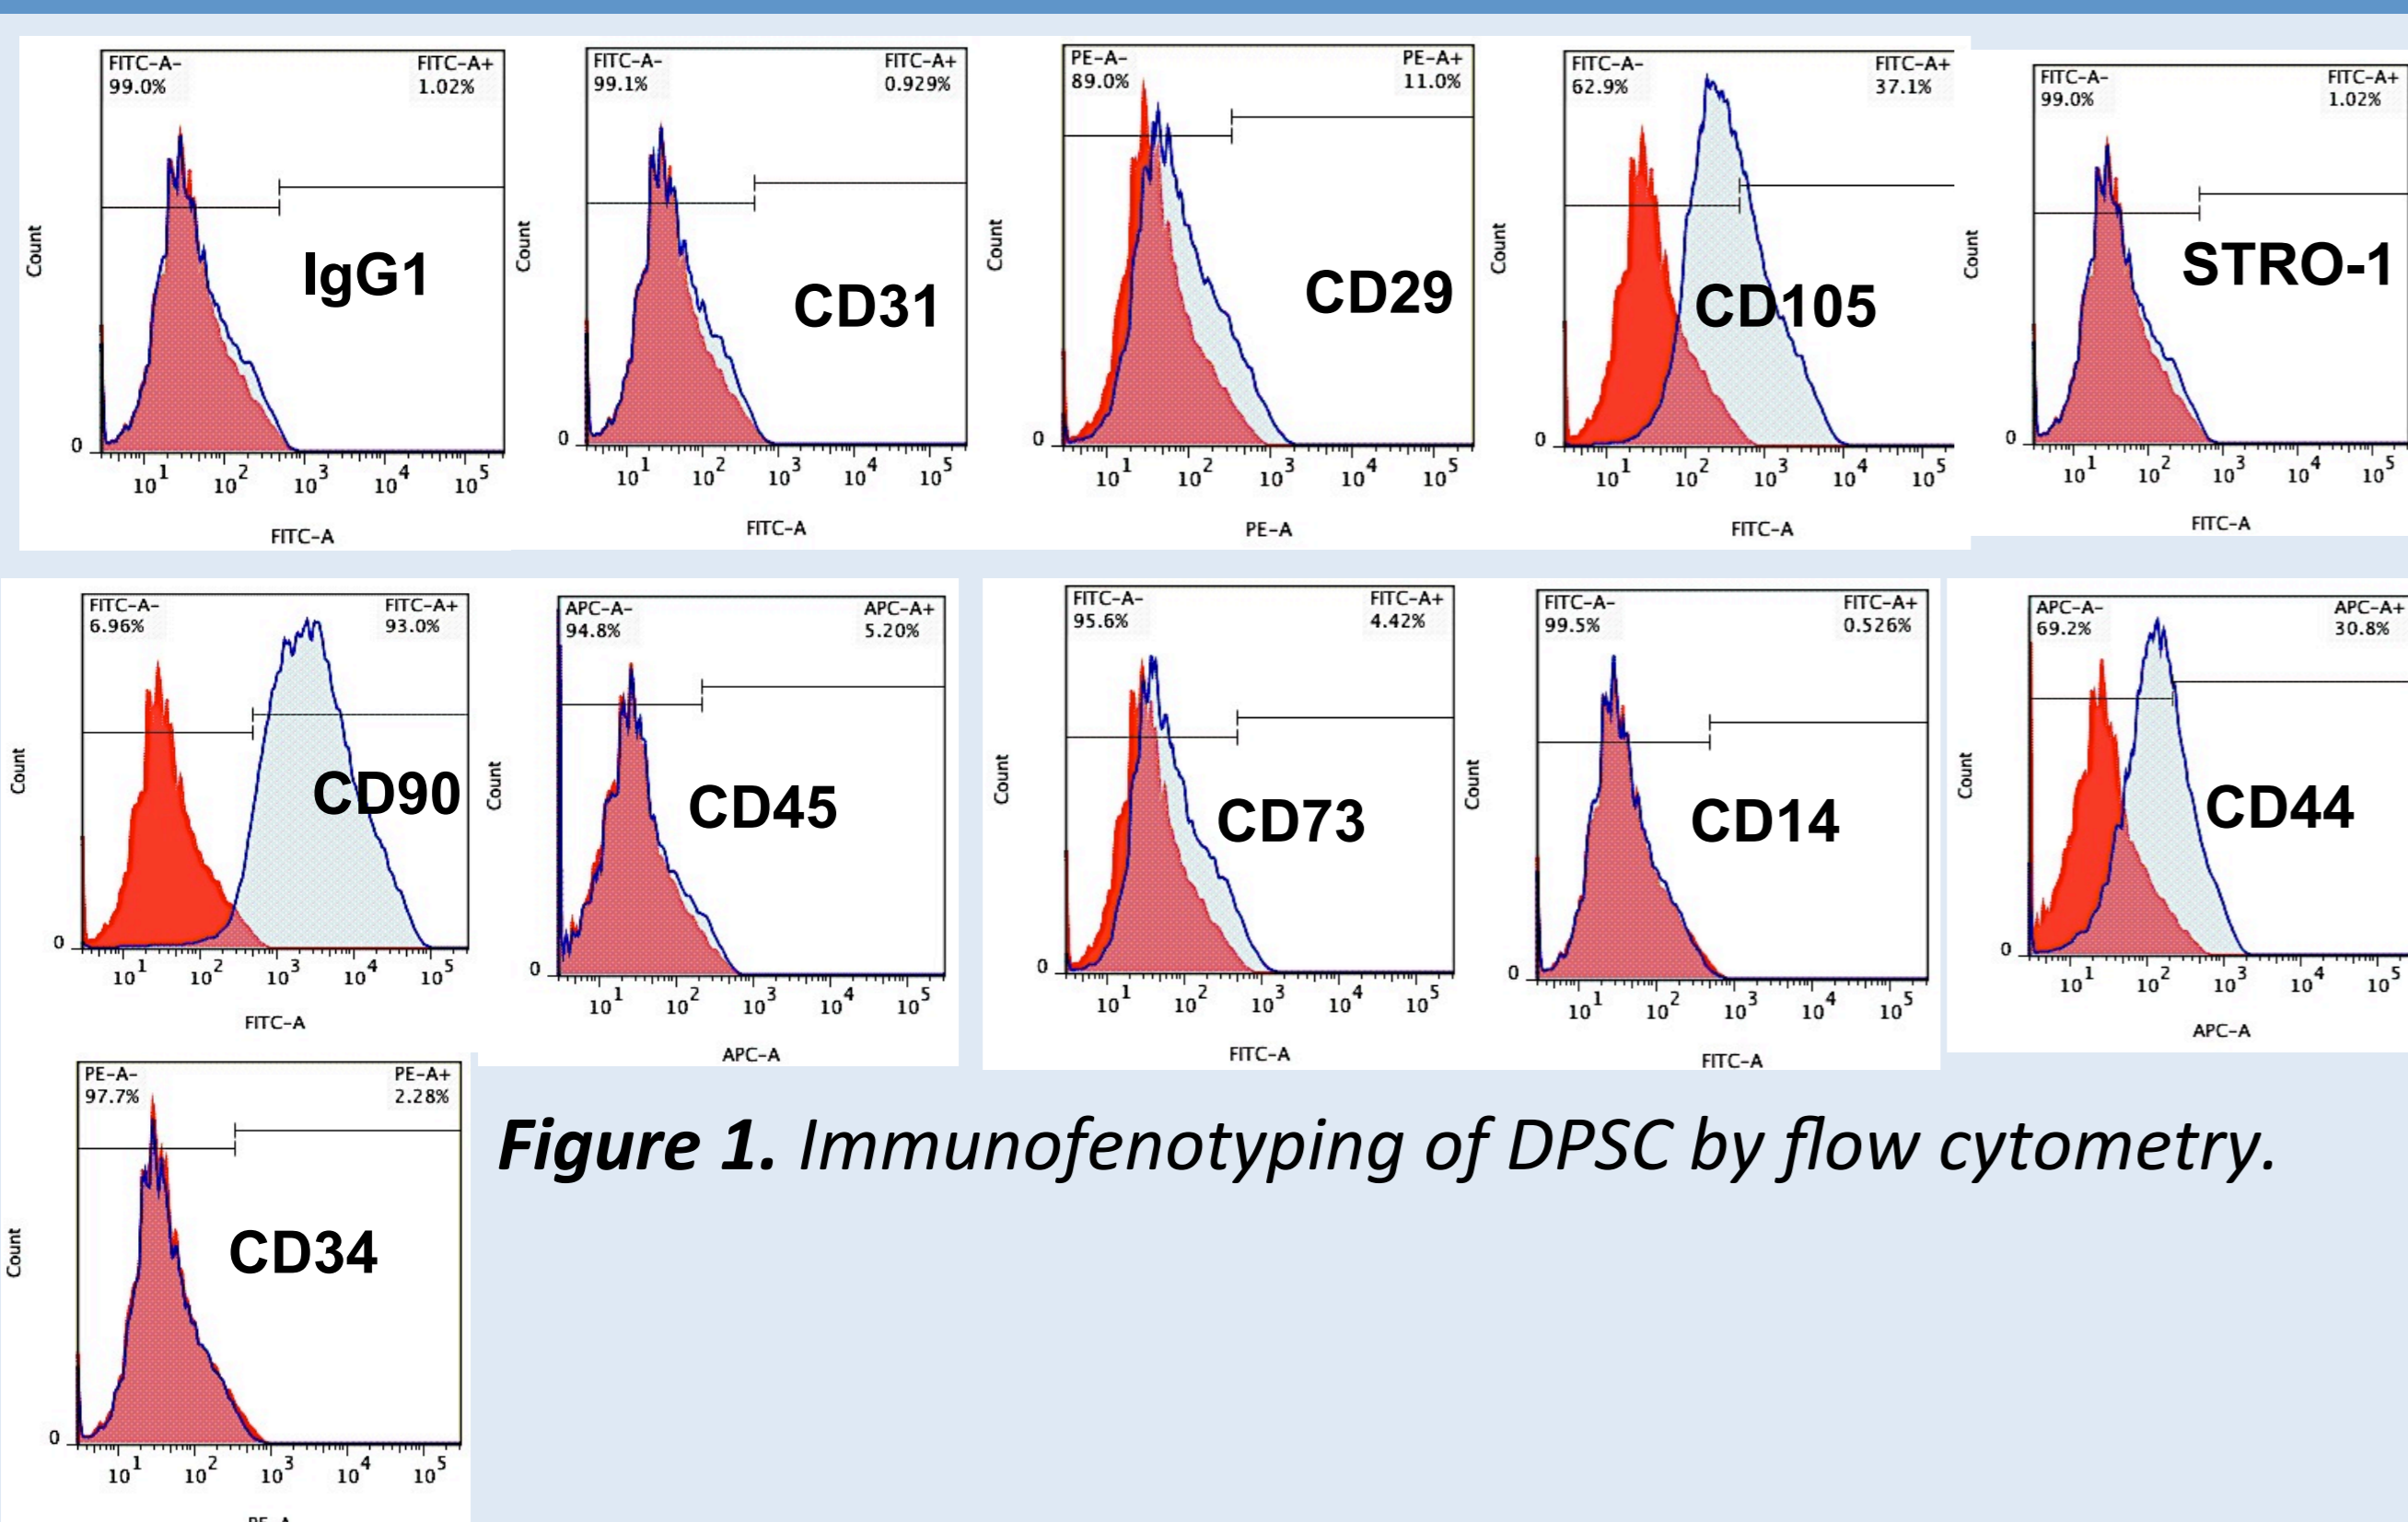 FITC-A- FITC-A+
99.0% 1.02%
Count
IgG1
0
10^1 10^2 10^3 10^4 10^5
FITC-A
FITC-A- FITC-A+
99.1% 0.929%
Count
CD31
0
10^1 10^2 10^3 10^4 10^5
FITC-A
PE-A- PE-A+
89.0% 11.0%
Count
CD29
0
10^1 10^2 10^3 10^4 10^5
PE-A
FITC-A- FITC-A+
62.9% 37.1%
Count
CD105
0
10^1 10^2 10^3 10^4 10^5
FITC-A
FITC-A- FITC-A+
99.0% 1.02%
Count
STRO-1
0
10^1 10^2 10^3 10^4 10^5
FITC-A
FITC-A- FITC-A+
6.96% 93.0%
Count
CD90
0
10^1 10^2 10^3 10^4 10^5
FITC-A
APC-A- APC-A+
94.8% 5.20%
Count
CD45
0
10^1 10^2 10^3 10^4 10^5
APC-A
FITC-A- FITC-A+
95.6% 4.42%
Count
CD73
0
10^1 10^2 10^3 10^4 10^5
FITC-A
FITC-A- FITC-A+
99.5% 0.526%
Count
CD14
0
10^1 10^2 10^3 10^4 10^5
FITC-A
APC-A- APC-A+
69.2% 30.8%
Count
CD44
0
10^1 10^2 10^3 10^4 10^5
APC-A
PE-A- PE-A+
97.7% 2.28%
Count
CD34
0
10^1 10^2 10^3 10^4 10^5
PE-A
Figure 1. Immunofenotyping of DPSC by flow cytometry.